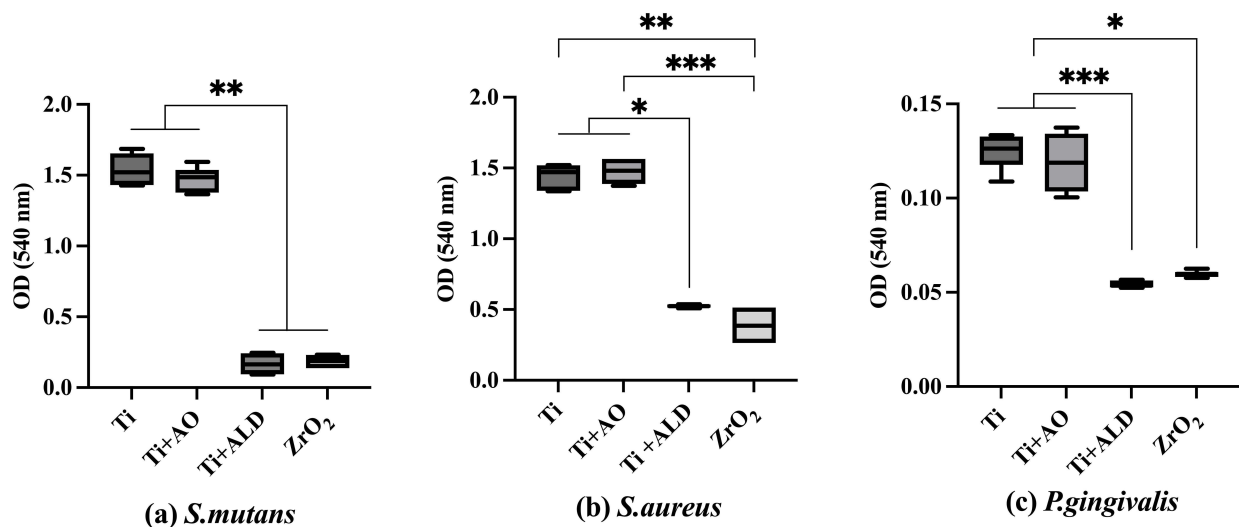 **
2.0
1.5
1.0
0.5
0.0
OD (540 nm)
Ti
Ti+AO
Ti+ALD
ZrO₂
(a) S.mutans
**
***
*
2.0
1.5
1.0
0.5
0.0
OD (540 nm)
Ti
Ti+AO
Ti +ALD
ZrO₂
(b) S.aureus
*
***
0.15
0.10
0.05
0.00
OD (540 nm)
Ti
Ti+AO
Ti+ALD
ZrO₂
(c) P.gingivalis